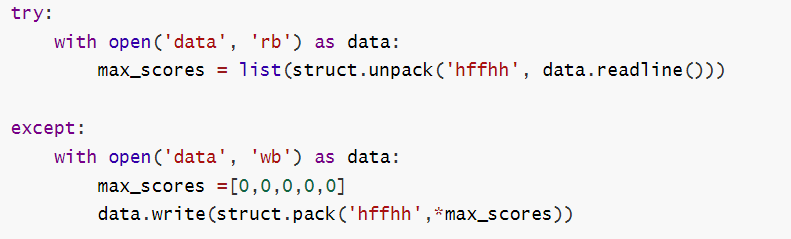 try:
    with open('data', 'rb') as data:
        max_scores = list(struct.unpack('hffhh', data.readline()))
except:
    with open('data', 'wb') as data:
        max_scores =[0,0,0,0,0]
        data.write(struct.pack('hffhh',*max_scores))